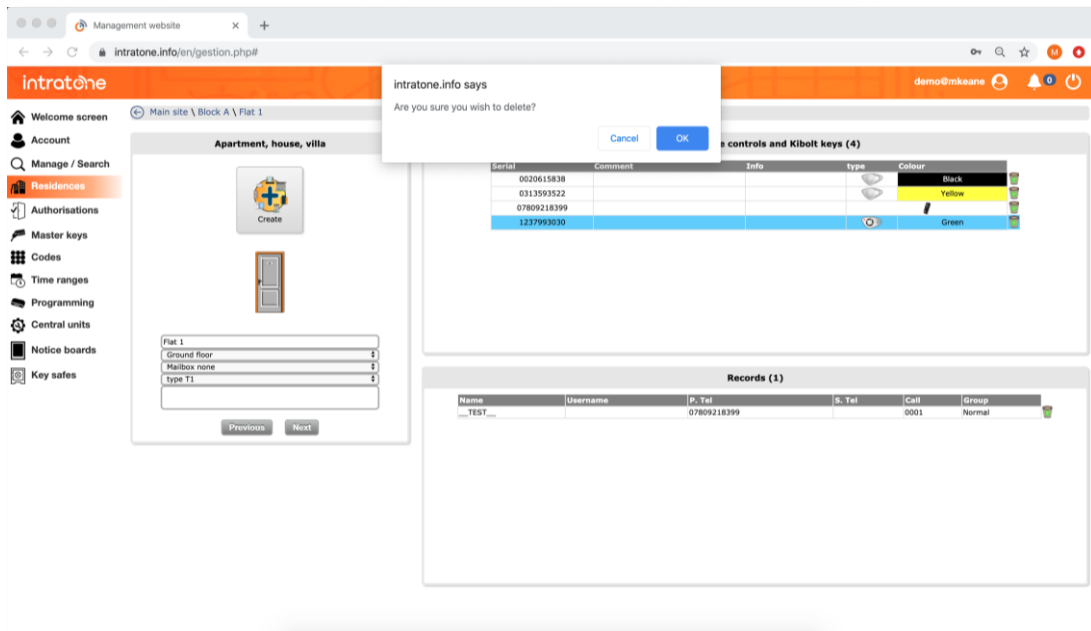 Management website
intratone.info/en/gestion.php#
M
intratone
demo@mkeane
0
intratone.info says
Are you sure you wish to delete?
Cancel
OK
Welcome screen
Account
Manage / Search
Residences
Authorisations
Master keys
Codes
Time ranges
Programming
Central units
Notice boards
Key safes
Main site \ Block A \ Flat 1
Apartment, house, villa
Create
Flat 1
Ground floor
Mailbox none
type T1
Previous Next
controls and Kibolt keys (4)
Serial Comment Info type Colour
0020615838 Black
0313593522 Yellow
07809218399
1237993030 Green
Records (1)
Name Username P. Tel S. Tel Call Group
__TEST__ 07809218399 0001 Normal